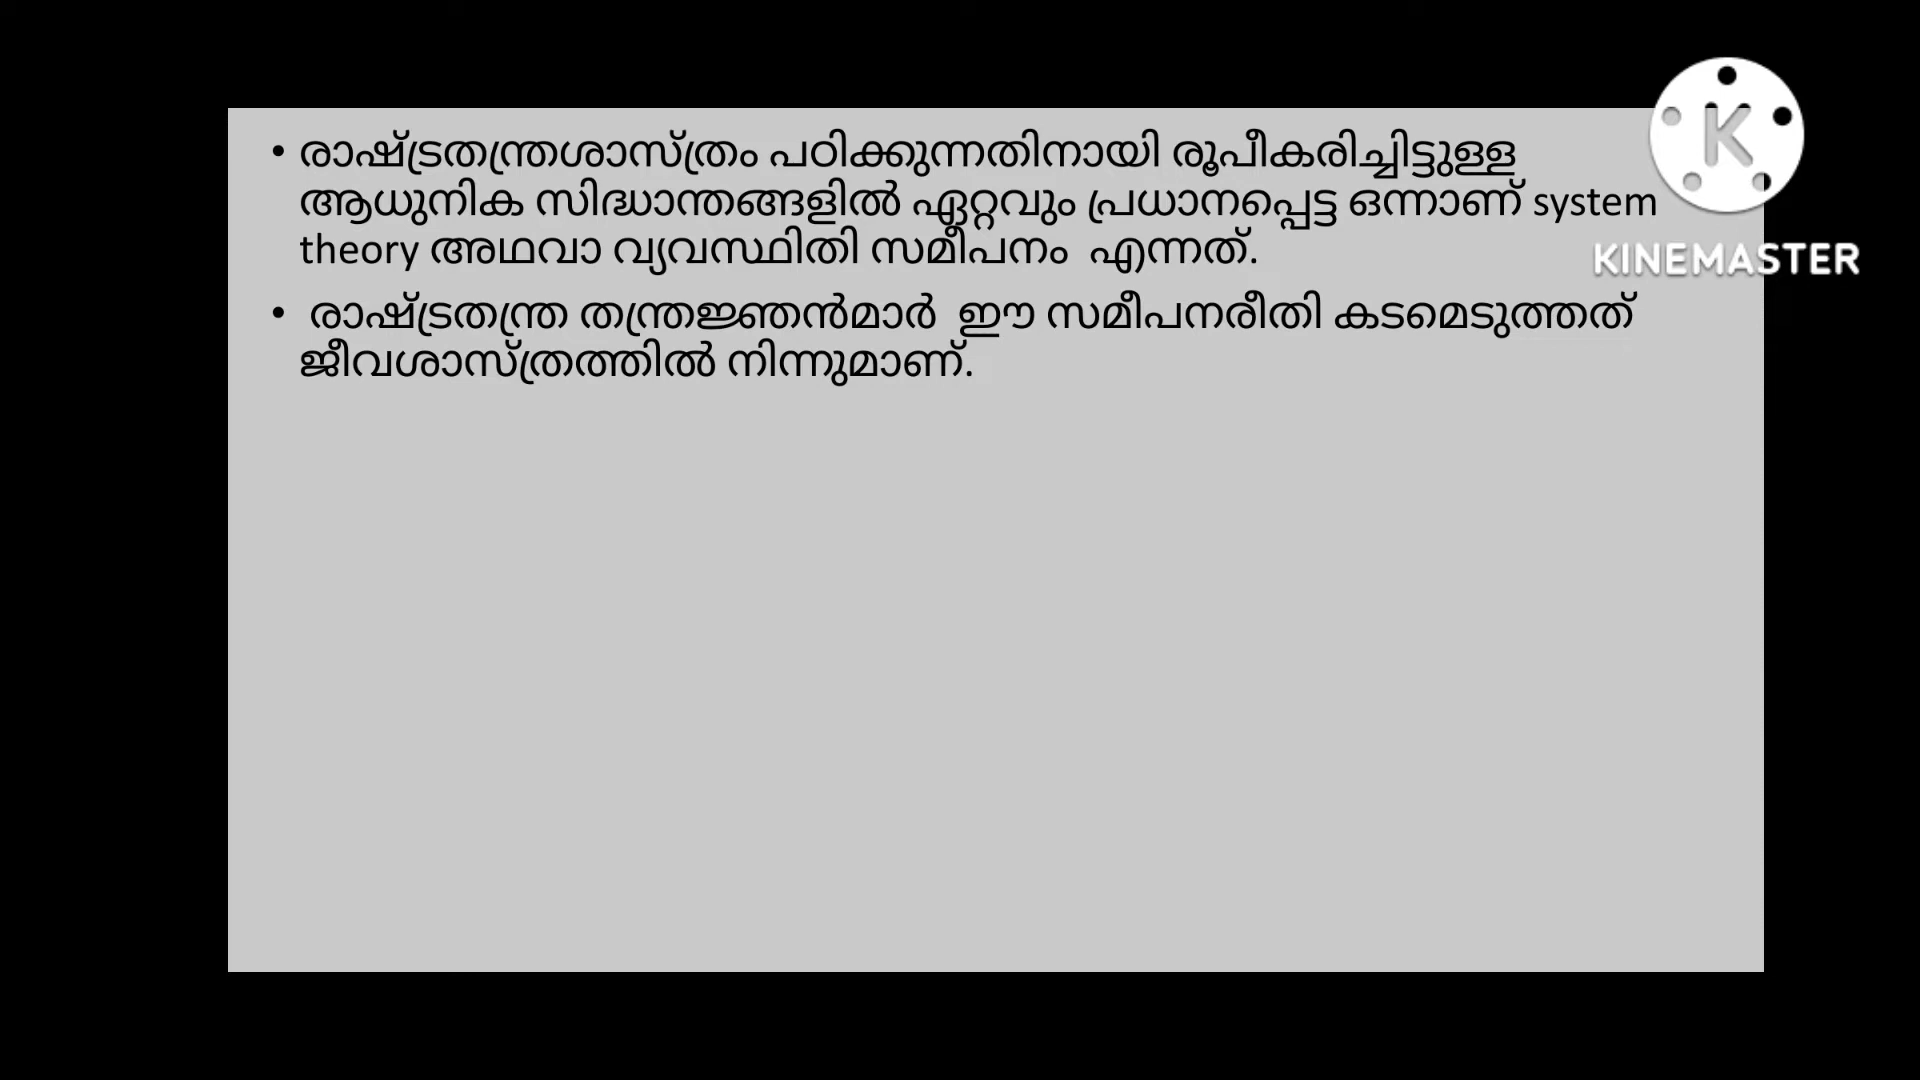 • രാഷ്ട്രതന്ത്രശാസ്ത്രം പഠിക്കുന്നതിനായി രൂപീകരിച്ചിട്ടുള്ള
ആധുനിക സിദ്ധാന്തങ്ങളിൽ ഏറ്റവും പ്രധാനപ്പെട്ട ഒന്നാണ് system
theory അഥവാ വ്യവസ്ഥിതി സമീപനം എന്നത്.
• രാഷ്ട്രതന്ത്ര തന്ത്രജ്ഞൻമാർ ഈ സമീപനരീതി കടമെടുത്തത്
ജീവശാസ്ത്രത്തിൽ നിന്നുമാണ്.
K
KINEMASTER